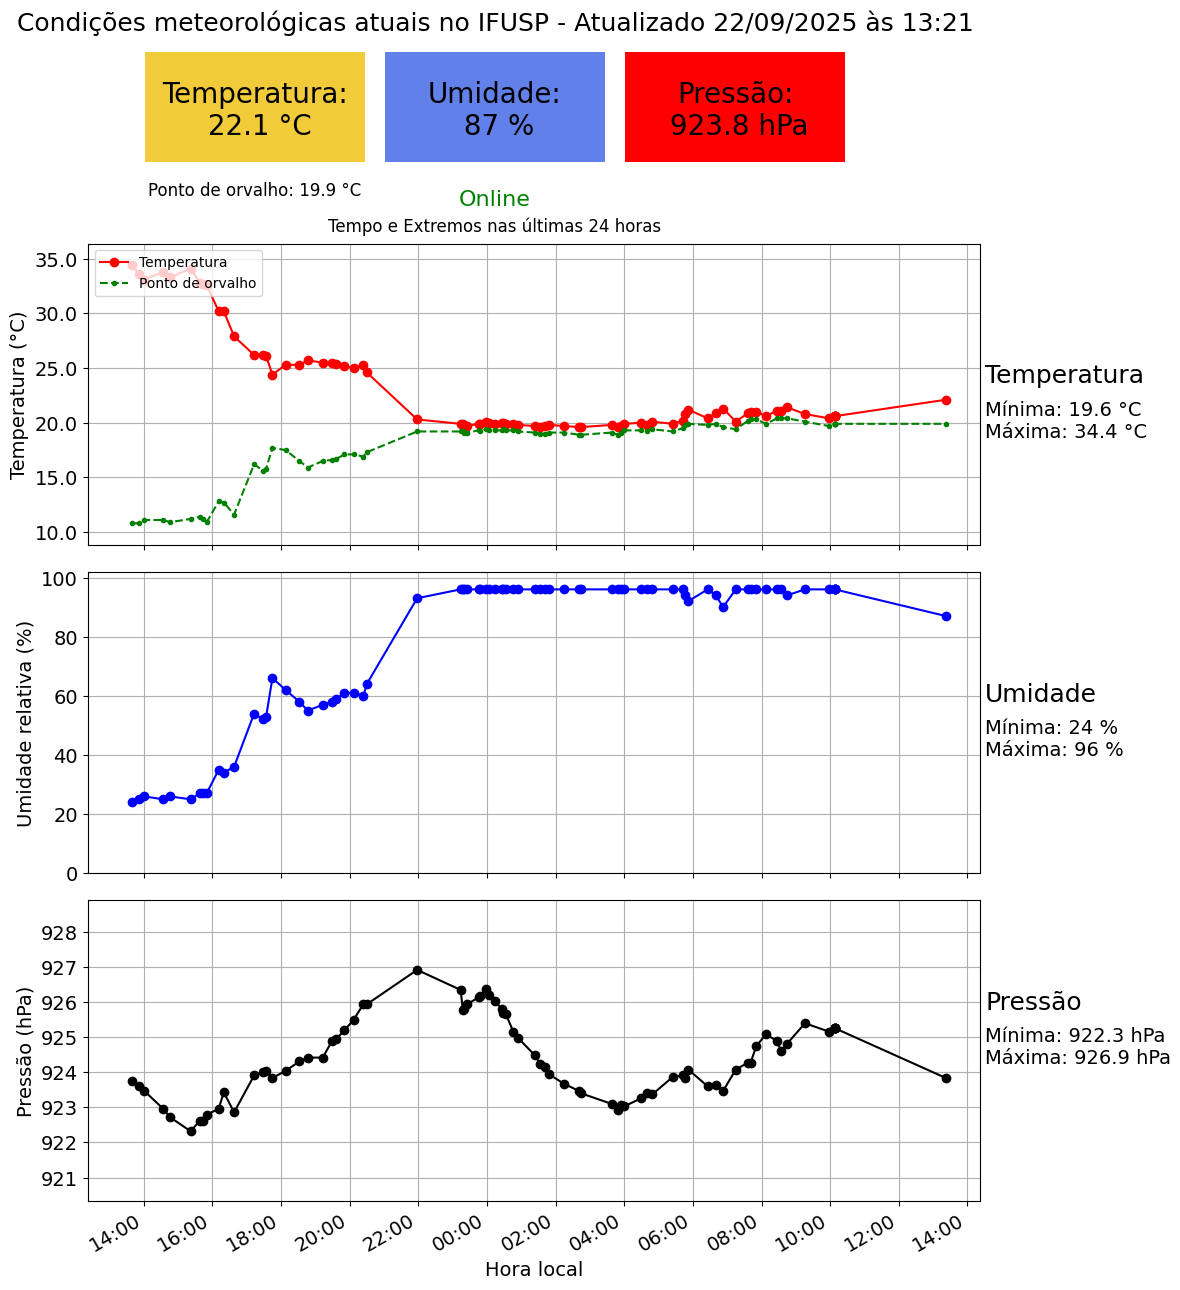 Condições meteorológicas atuais no IFUSP - Atualizado 22/09/2025 às 13:21
Temperatura:
22.1 °C
Umidade:
87 %
Pressão:
923.8 hPa
Ponto de orvalho: 19.9 °C
Online
Tempo e Extremos nas últimas 24 horas
Temperatura
Ponto de orvalho
Temperatura (°C)
35.0
30.0
25.0
20.0
15.0
10.0
Temperatura
Mínima: 19.6 °C
Máxima: 34.4 °C
Umidade relativa (%)
100
80
60
40
20
0
Umidade
Mínima: 24 %
Máxima: 96 %
Pressão (hPa)
928
927
926
925
924
923
922
921
Pressão
Mínima: 922.3 hPa
Máxima: 926.9 hPa
14:00 16:00 18:00 20:00 22:00 00:00 02:00 04:00 06:00 08:00 10:00 12:00 14:00
Hora local